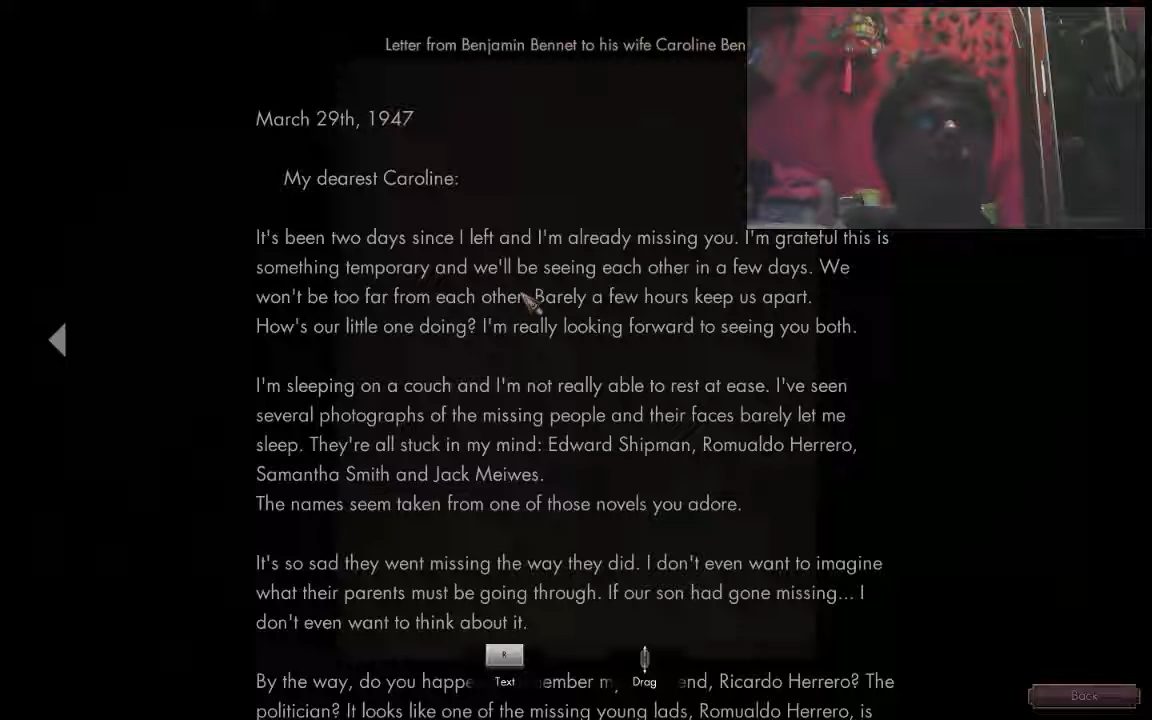 Letter from Benjamin Bennet to his wife Caroline Ben
March 29th, 1947
My dearest Caroline:
It's been two days since I left and I'm already missing you. I'm grateful this is
something temporary and we'll be seeing each other in a few days. We
won't be too far from each other. Barely a few hours keep us apart.
How's our little one doing? I'm really looking forward to seeing you both.
I'm sleeping on a couch and I'm not really able to rest at ease. I've seen
several photographs of the missing people and their faces barely let me
sleep. They're all stuck in my mind: Edward Shipman, Romualdo Herrero,
Samantha Smith and Jack Meiwes.
The names seem taken from one of those novels you adore.
It's so sad they went missing the way they did. I don't even want to imagine
what their parents must be going through. If our son had gone missing... I
don't even want to think about it.
By the way, do you happe ember m end, Ricardo Herrero? The
politician? It looks like one of the missing young lads, Romualdo Herrero, is
R
Text
Drag
Back